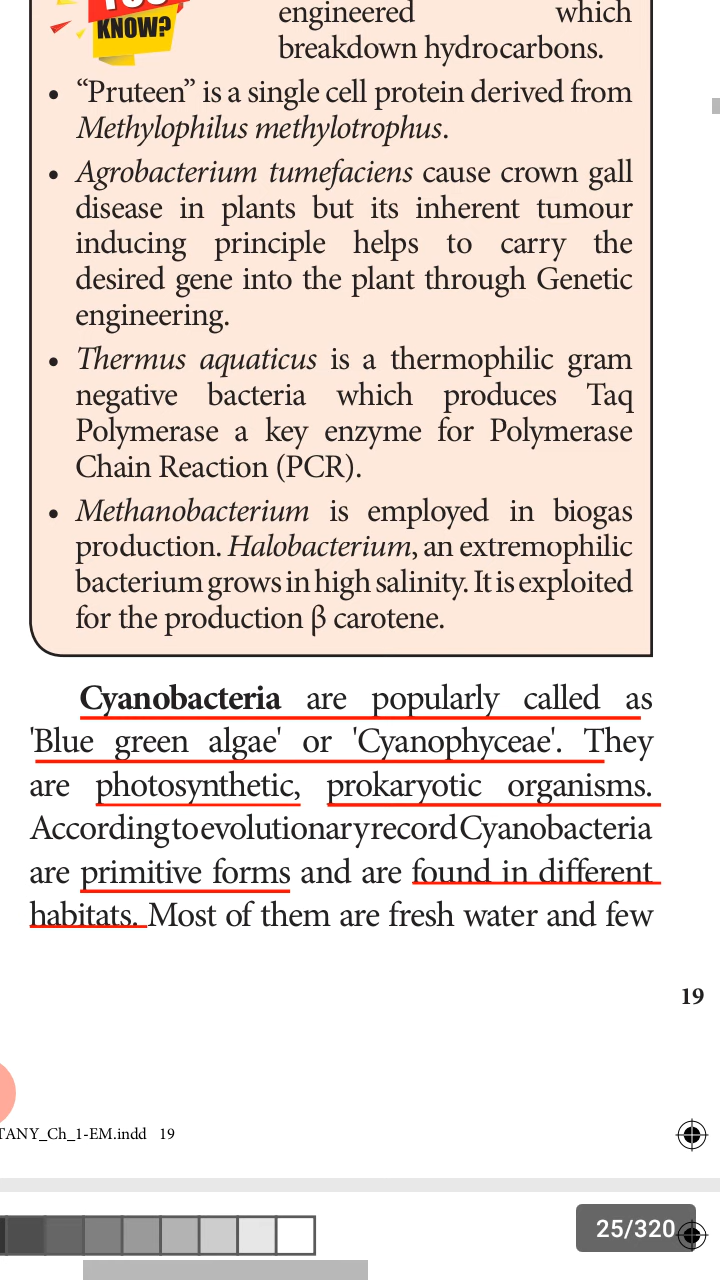 YOU
KNOW?
engineered which
breakdown hydrocarbons.
• “Pruteen” is a single cell protein derived from
Methylophilus methylotrophus.
• Agrobacterium tumefaciens cause crown gall
disease in plants but its inherent tumour
inducing principle helps to carry the
desired gene into the plant through Genetic
engineering.
• Thermus aquaticus is a thermophilic gram
negative bacteria which produces Taq
Polymerase a key enzyme for Polymerase
Chain Reaction (PCR).
• Methanobacterium is employed in biogas
production. Halobacterium, an extremophilic
bacterium grows in high salinity. It is exploited
for the production β carotene.
Cyanobacteria are popularly called as
'Blue green algae' or 'Cyanophyceae'. They
are photosynthetic, prokaryotic organisms.
According to evolutionary record Cyanobacteria
are primitive forms and are found in different
habitats. Most of them are fresh water and few
19
TANY_Ch_1-EM.indd 19
25/320